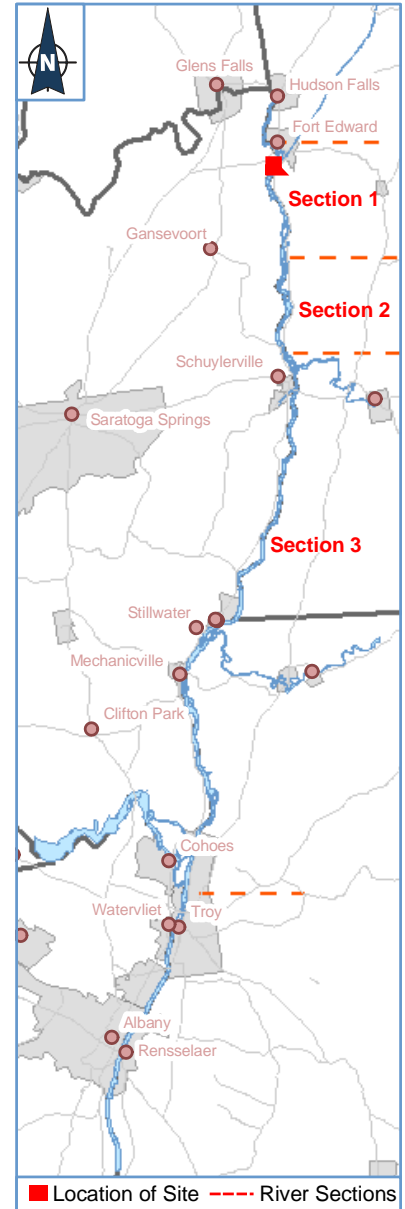 N
Glens Falls
Hudson Falls
Fort Edward
Section 1
Gansevoort
Section 2
Schuylerville
Saratoga Springs
Section 3
Stillwater
Mechanicville
Clifton Park
Cohoes
Watervliet
Troy
Albany
Rensselaer
Location of Site
River Sections